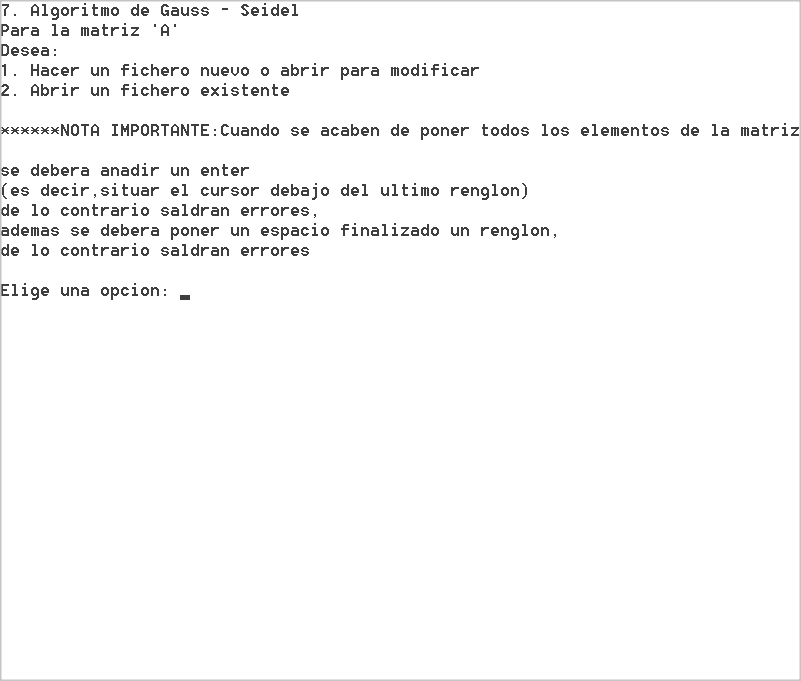 7. Algoritmo de Gauss - Seidel
Para la matriz 'A'
Desea:
1. Hacer un fichero nuevo o abrir para modificar
2. Abrir un fichero existente
******NOTA IMPORTANTE:Cuando se acaben de poner todos los elementos de la matriz
se debera anadir un enter
(es decir,situar el cursor debajo del ultimo renglon)
de lo contrario saldran errores,
ademas se debera poner un espacio finalizado un renglon,
de lo contrario saldran errores
Elige una opcion: _